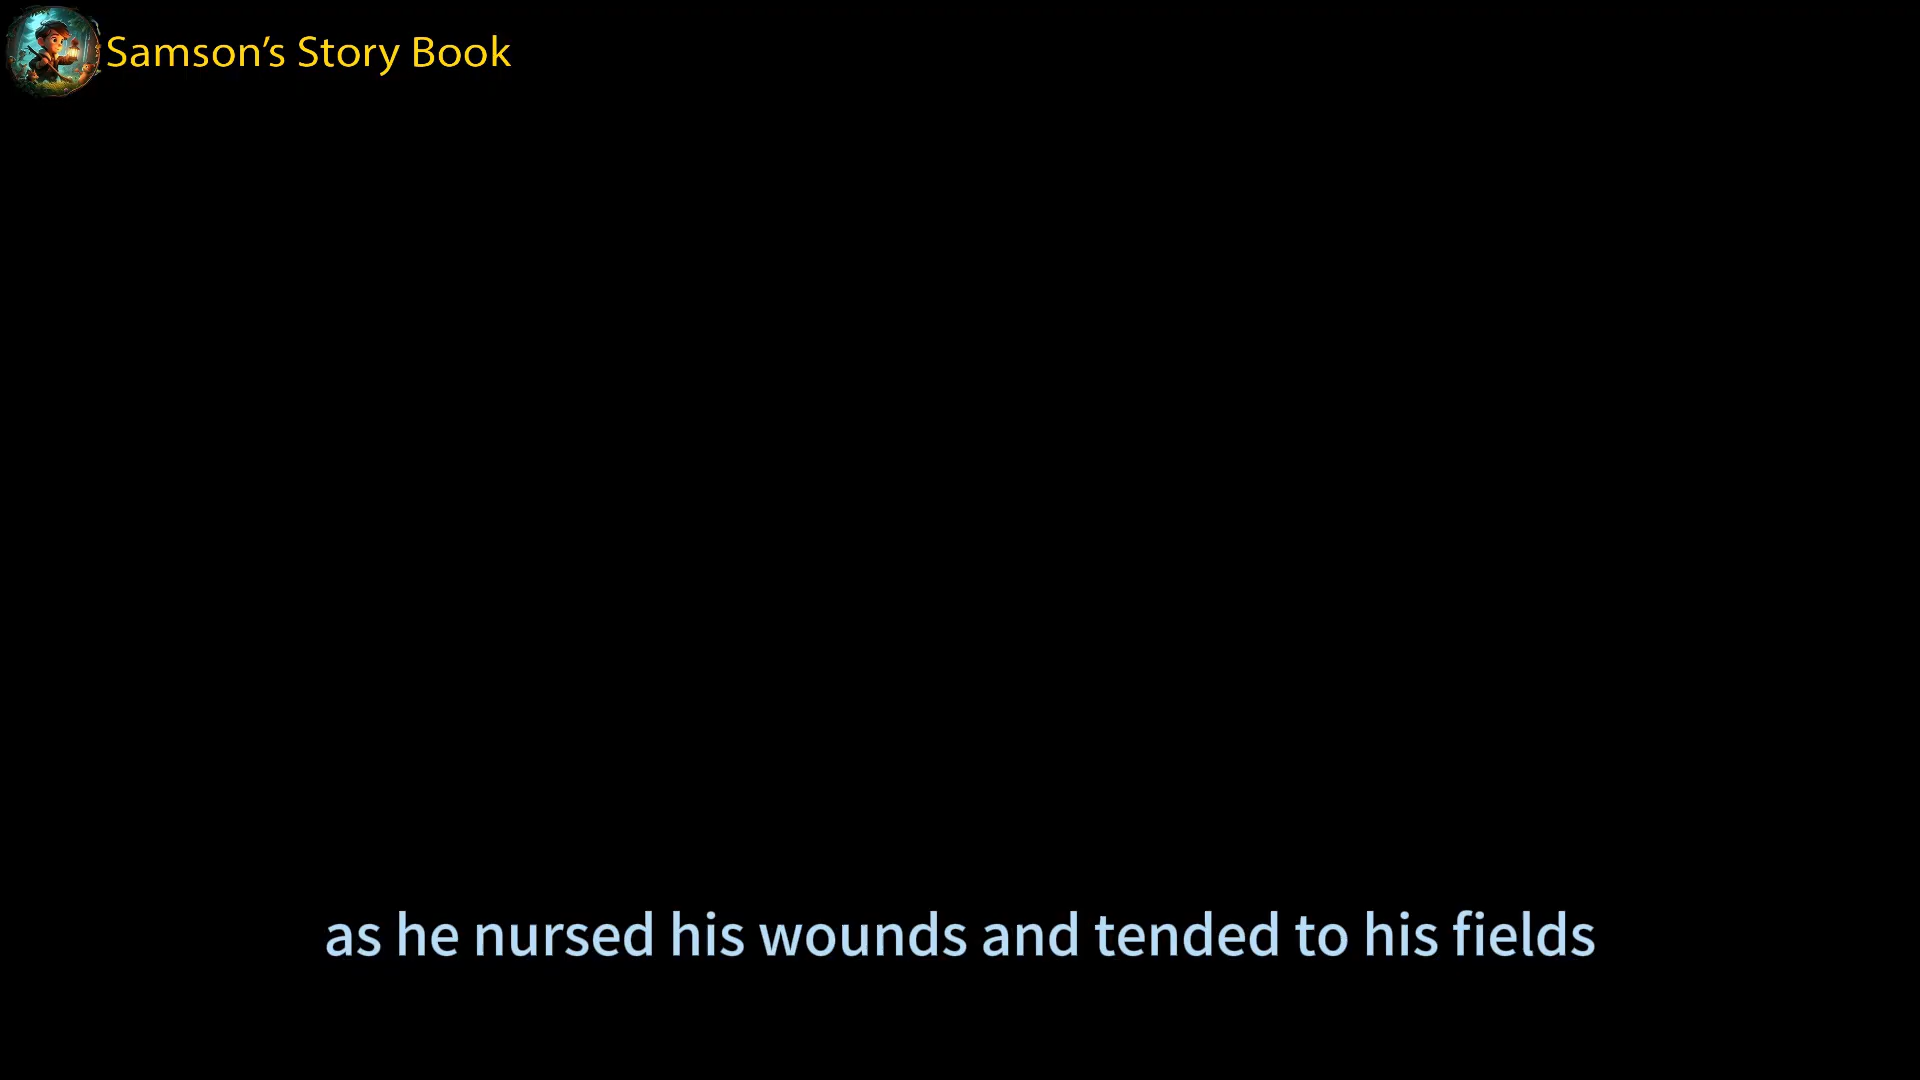 Samson’s Story Book
as he nursed his wounds and tended to his fields